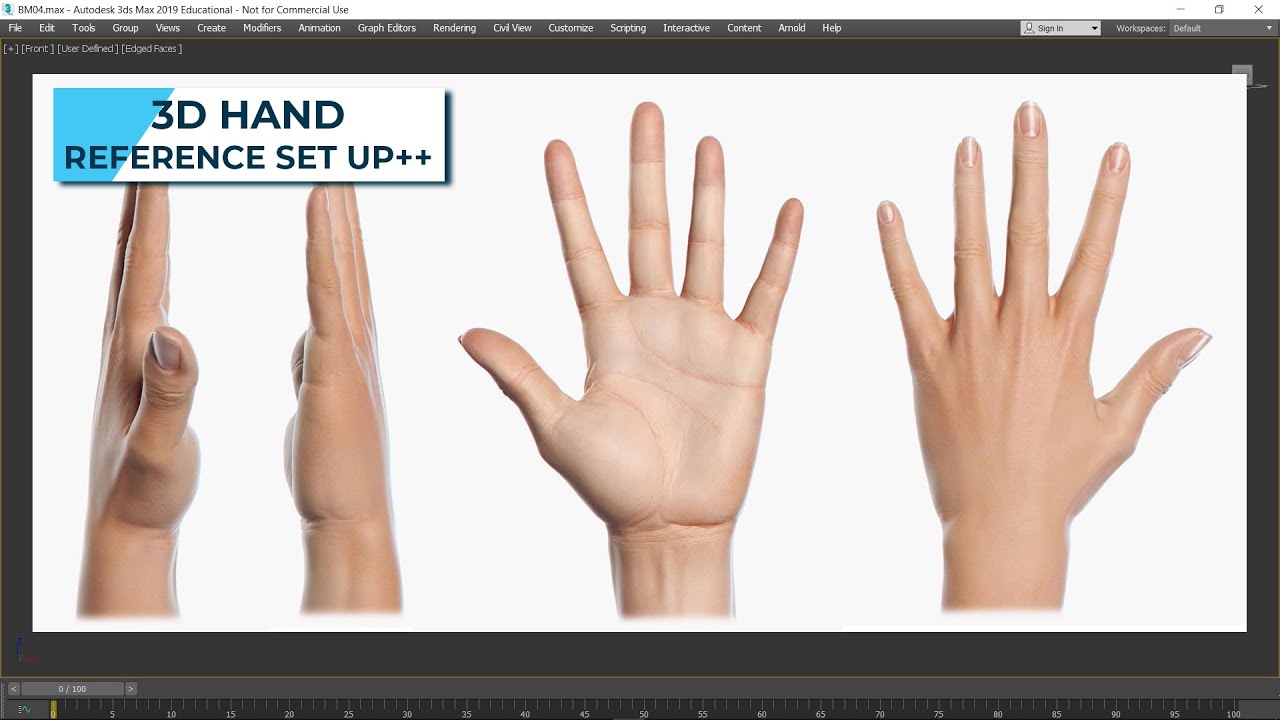 BM04.max - Autodesk 3ds Max 2019 Educational - Not for Commercial Use
File Edit Tools Group Views Create Modifiers Animation Graph Editors Rendering Civil View Customize Scripting Interactive Content Arnold Help Sign In Workspaces: Default
[+] [Front ] [User Defined ] [Edged Faces ]
3D HAND
REFERENCE SET UP++
< 0 / 100 >
0 5 10 15 20 25 30 35 40 45 50 55 60 65 70 75 80 85 90 95 100